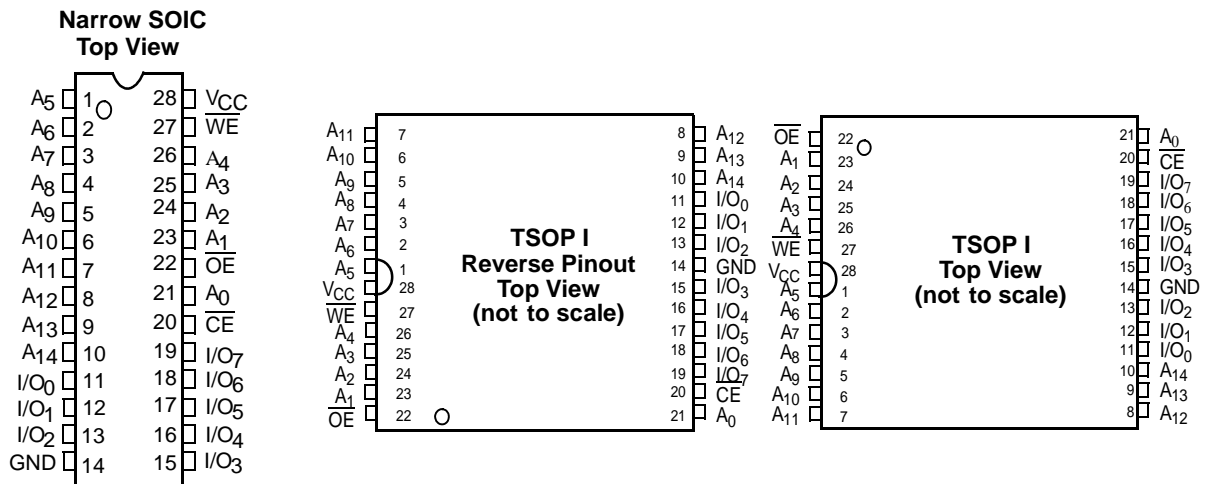 Narrow SOIC
Top View
A5 1 28 VCC
A6 2 27 W̅E̅
A7 3 26 A4
A8 4 25 A3
A9 5 24 A2
A10 6 23 A1
A11 7 22 O̅E̅
A12 8 21 A0
A13 9 20 C̅E̅
A14 10 19 I/O7
I/O0 11 18 I/O6
I/O1 12 17 I/O5
I/O2 13 16 I/O4
GND 14 15 I/O3
A11 7 8 A12
A10 6 9 A13
A9 5 10 A14
A8 4 11 I/O0
A7 3 12 I/O1
A6 2 13 I/O2
A5 1 14 GND
VCC 28 15 I/O3
W̅E̅ 27 16 I/O4
A4 26 17 I/O5
A3 25 18 I/O6
A2 24 19 I/O7
A1 23 20 C̅E̅
O̅E̅ 22 21 A0
TSOP I
Reverse Pinout
Top View
(not to scale)
O̅E̅ 22 21 A0
A1 23 20 C̅E̅
A2 24 19 I/O7
A3 25 18 I/O6
A4 26 17 I/O5
W̅E̅ 27 16 I/O4
VCC 28 15 I/O3
A5 1 14 GND
A6 2 13 I/O2
A7 3 12 I/O1
A8 4 11 I/O0
A9 5 10 A14
A10 6 9 A13
A11 7 8 A12
TSOP I
Top View
(not to scale)